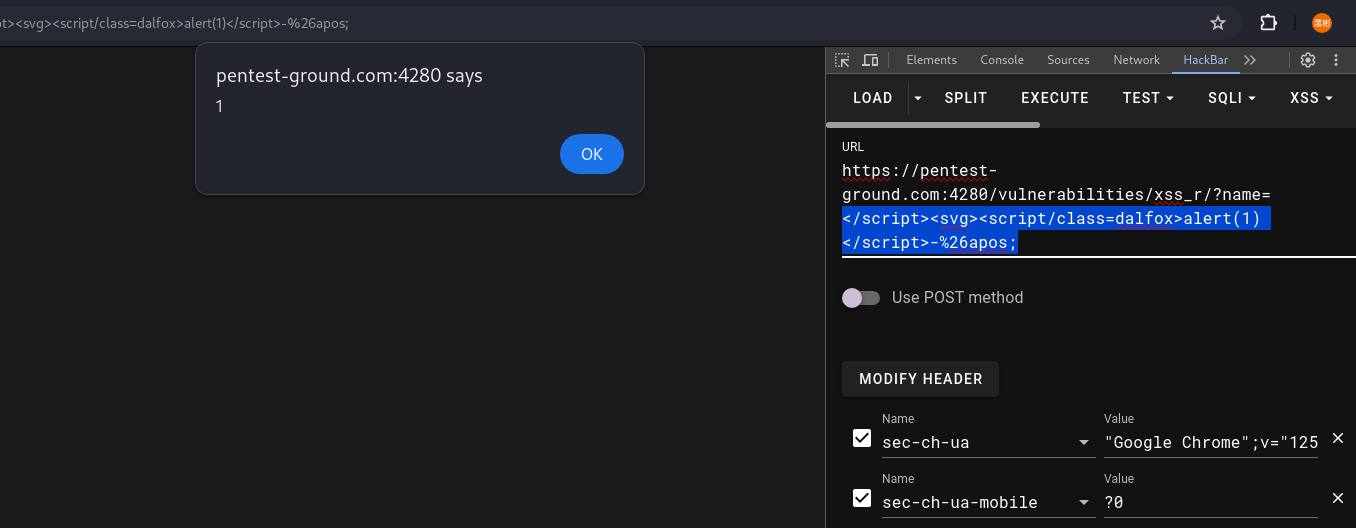 ot><svg><script/class=dalfox>alert(1)</script>-%26apos;
pentest-ground.com:4280 says
1
OK
Elements Console Sources Network HackBar
LOAD SPLIT EXECUTE TEST SQLI XSS
URL
https://pentest-
ground.com:4280/vulnerabilities/xss_r/?name=
</script><svg><script/class=dalfox>alert(1)
</script>-%26apos;
Use POST method
MODIFY HEADER
Name Value
sec-ch-ua "Google Chrome";v="125
Name Value
sec-ch-ua-mobile ?0